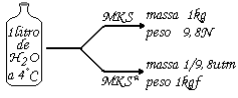 1 litro
de
H₂O
a 4°C
MKS
massa 1kg
peso 9,8N
MKS*
massa 1/9,8utm
peso 1kgf